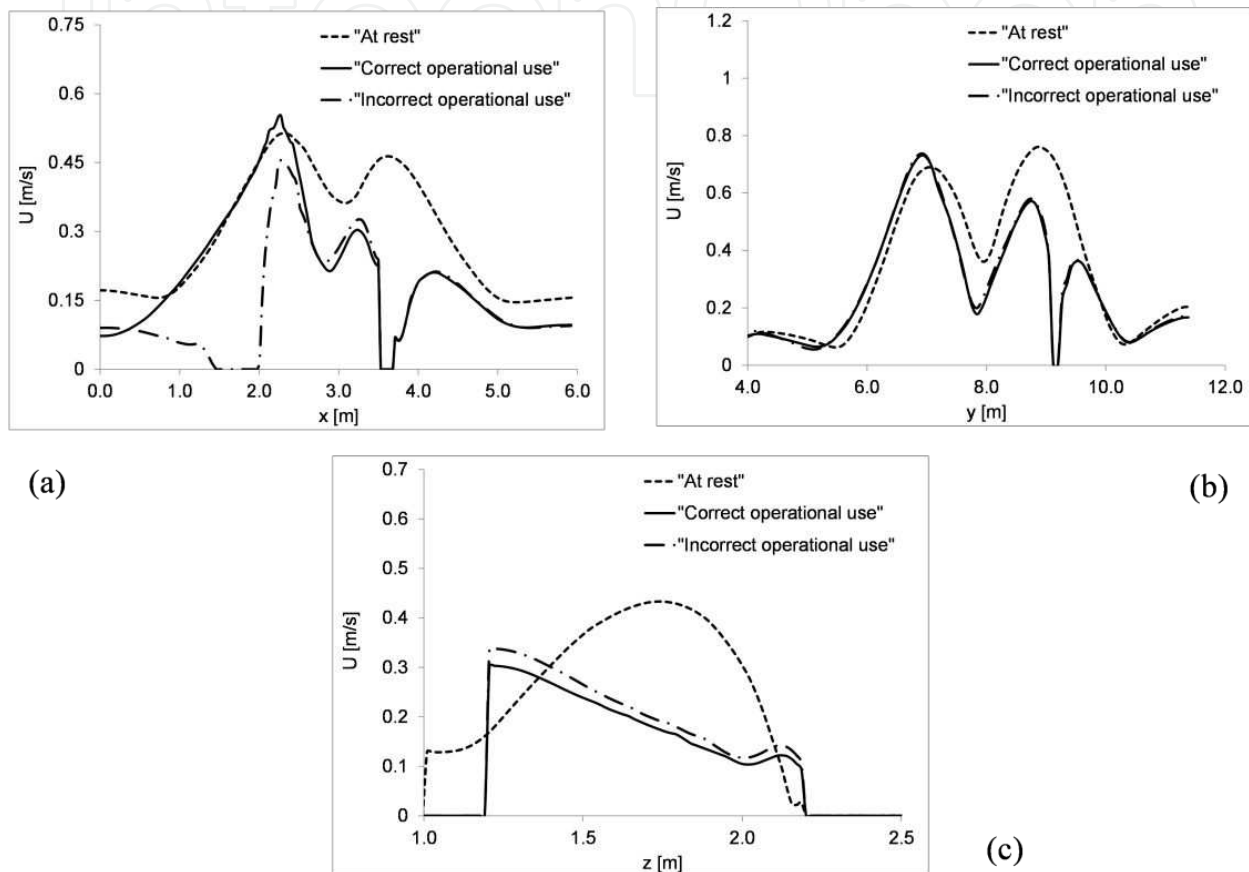 0.75
0.6
0.45
0.3
0.15
0
U [m/s]
"At rest"
"Correct operational use"
"Incorrect operational use"
0.0 1.0 2.0 3.0 4.0 5.0 6.0
x [m]
(a)
1.2
1
0.8
0.6
0.4
0.2
0
U [m/s]
"At rest"
"Correct operational use"
"Incorrect operational use"
4.0 6.0 8.0 10.0 12.0
y [m]
(b)
0.7
0.6
0.5
0.4
0.3
0.2
0.1
0
U [m/s]
"At rest"
"Correct operational use"
"Incorrect operational use"
1.0 1.5 2.0 2.5
z [m]
(c)